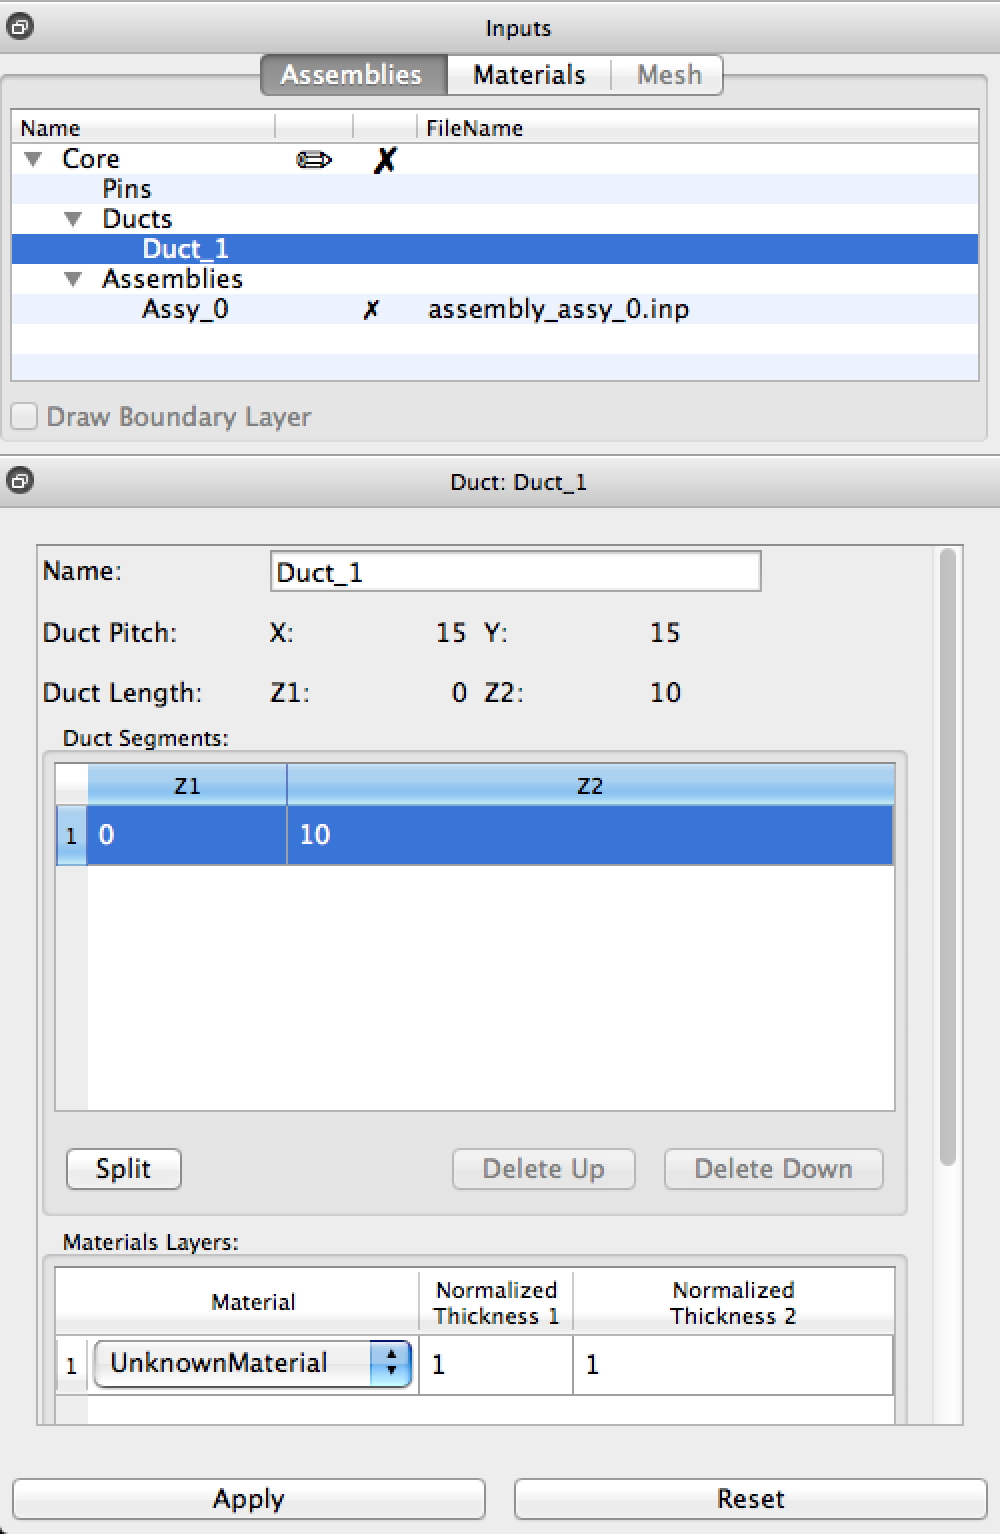 Inputs
Assemblies Materials Mesh
Name FileName
Core
Pins
Ducts
Duct_1
Assemblies
Assy_0 assembly_assy_0.inp
Draw Boundary Layer
Duct: Duct_1
Name: Duct_1
Duct Pitch: X: 15 Y: 15
Duct Length: Z1: 0 Z2: 10
Duct Segments:
Z1 Z2
1 0 10
Split Delete Up Delete Down
Materials Layers:
Material Normalized Thickness 1 Normalized Thickness 2
1 UnknownMaterial 1 1
Apply Reset